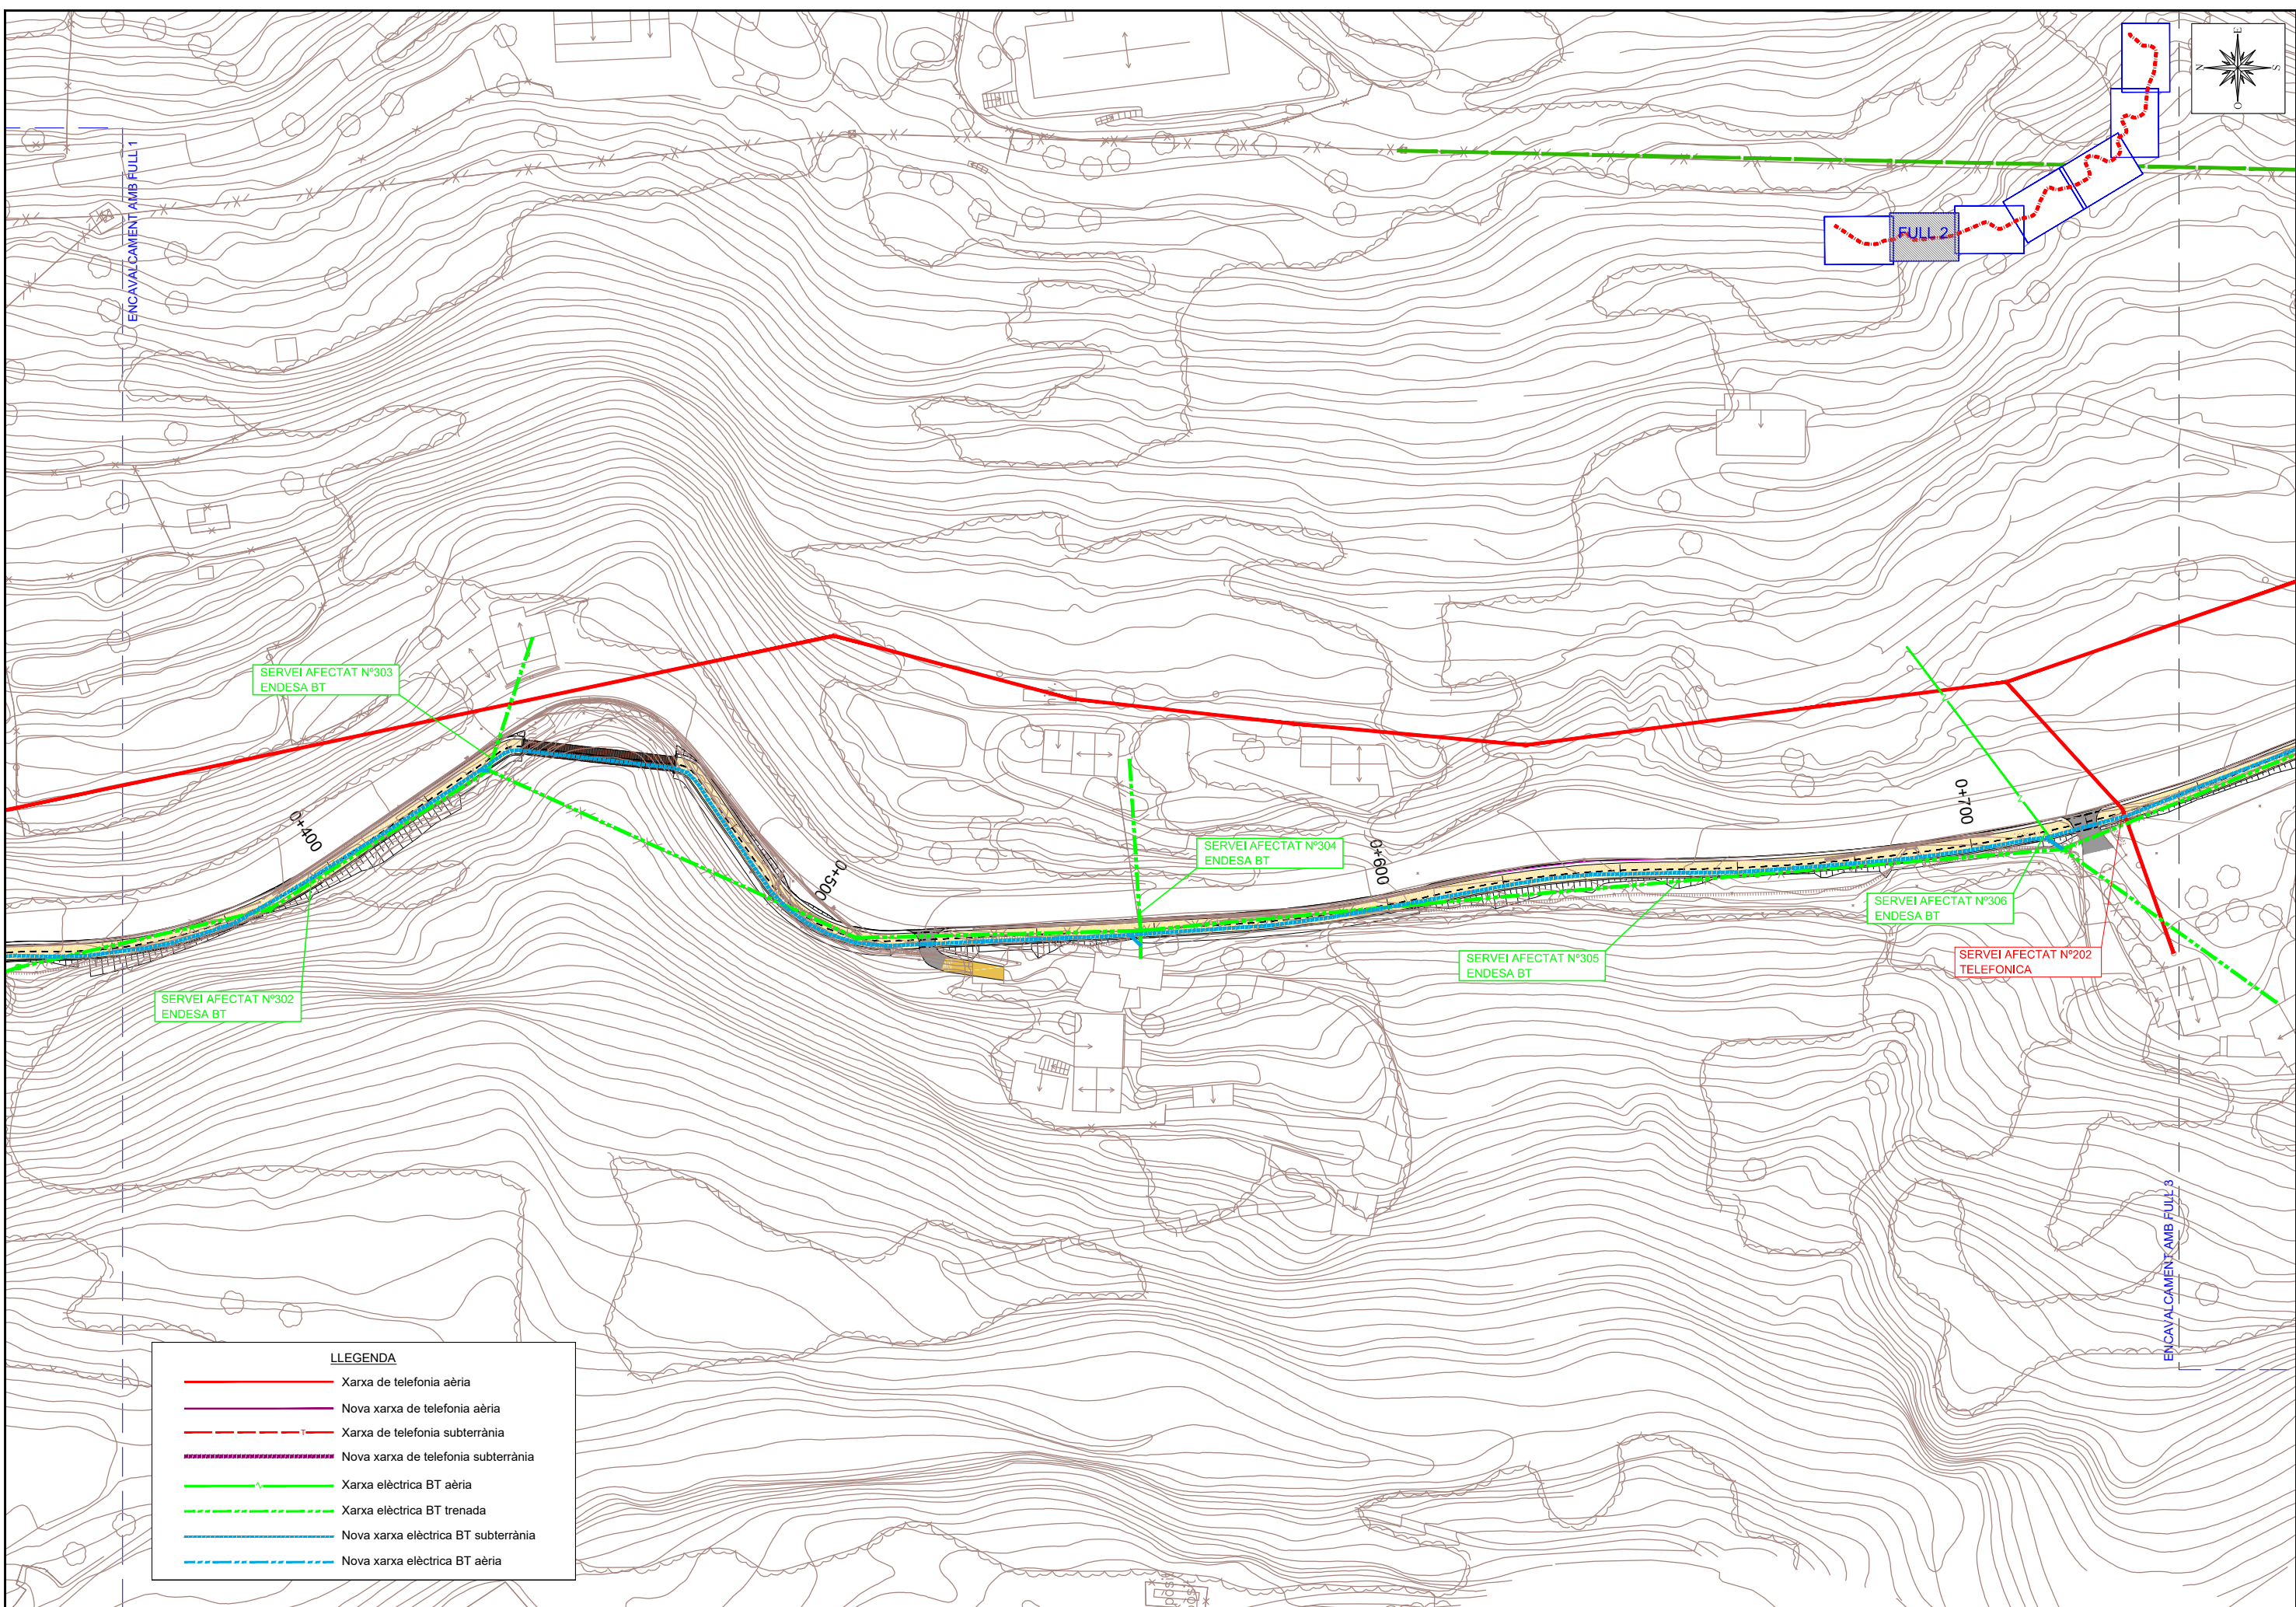 E
N
S
O
ENCAVALCAMENT AMB FULL 1
FULL 2
SERVEI AFECTAT Nº303
ENDESA BT
0+400
0+500
SERVEI AFECTAT Nº304
ENDESA BT
0+600
0+700
SERVEI AFECTAT Nº306
ENDESA BT
SERVEI AFECTAT Nº305
ENDESA BT
SERVEI AFECTAT Nº202
TELEFONICA
SERVEI AFECTAT Nº302
ENDESA BT
ENCAVALCAMENT AMB FULL 3
LLEGENDA
Xarxa de telefonia aèria
Nova xarxa de telefonia aèria
T
Xarxa de telefonia subterrània
Nova xarxa de telefonia subterrània
Xarxa elèctrica BT aèria
Xarxa elèctrica BT trenada
Nova xarxa elèctrica BT subterrània
Nova xarxa elèctrica BT aèria